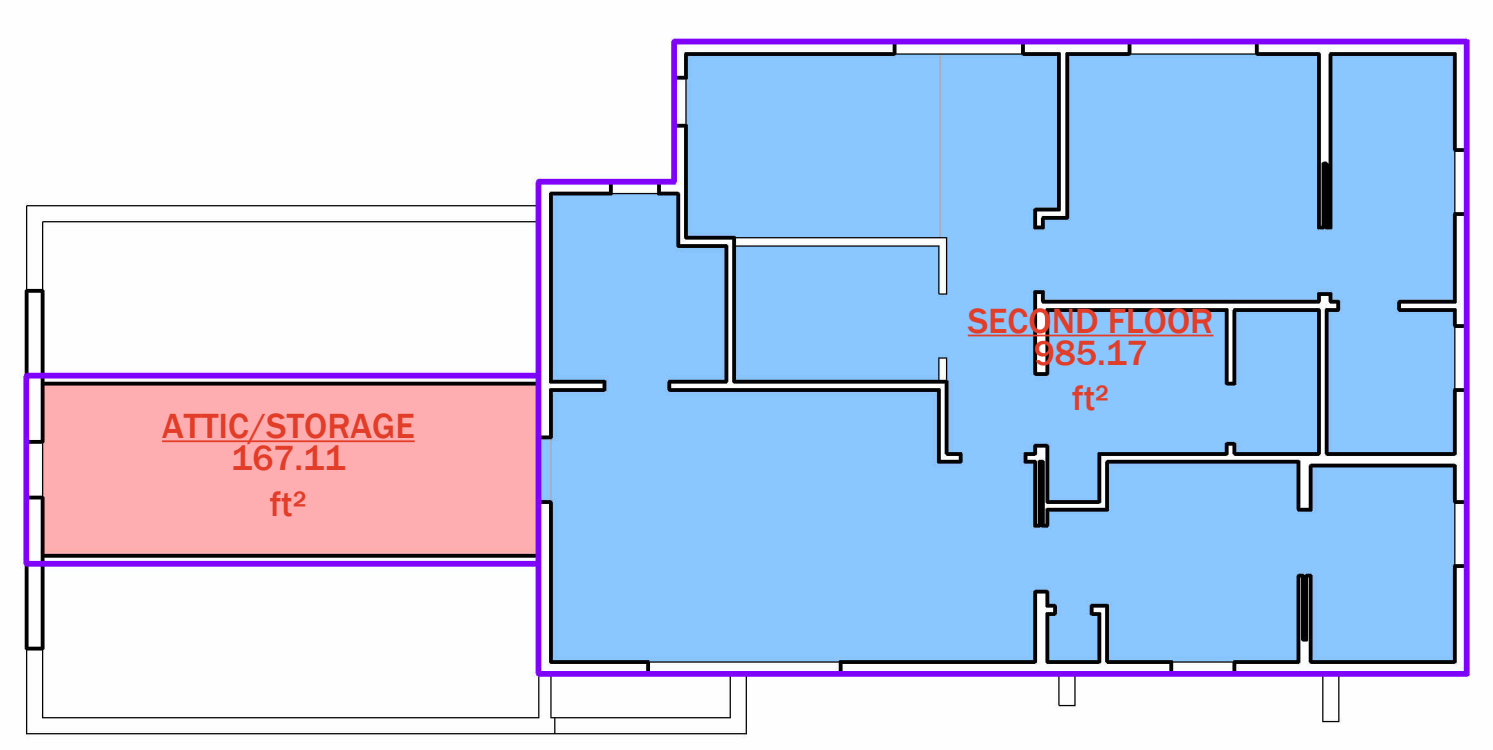 SECOND FLOOR
985.17
ft²
ATTIC/STORAGE
167.11
ft²